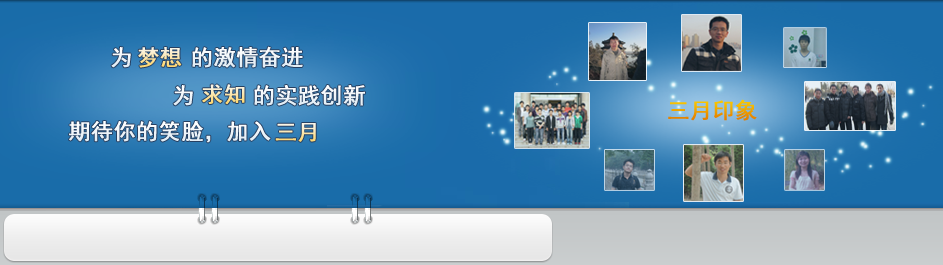 为 梦想 的激情奋进
为 求知 的实践创新
期待你的笑脸，加入 三月
三月印象